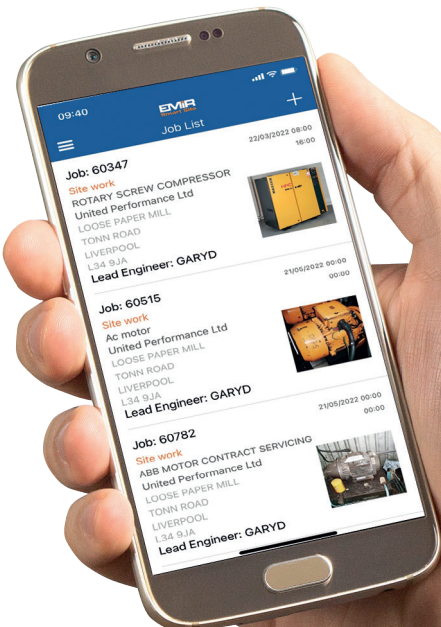 09:40
EMiR
Smart Site
Job List
Job: 60347
22/03/2022 08:00
16:00
Site work
ROTARY SCREW COMPRESSOR
United Performance Ltd
LOOSE PAPER MILL
TONN ROAD
LIVERPOOL
L34 9JA
Lead Engineer: GARYD
Job: 60515
21/05/2022 00:00
00:00
Site work
Ac motor
United Performance Ltd
LOOSE PAPER MILL
TONN ROAD
LIVERPOOL
L34 9JA
Lead Engineer: GARYD
Job: 60782
21/05/2022 00:00
00:00
Site work
ABB MOTOR CONTRACT SERVICING
United Performance Ltd
LOOSE PAPER MILL
TONN ROAD
LIVERPOOL
L34 9JA
Lead Engineer: GARYD